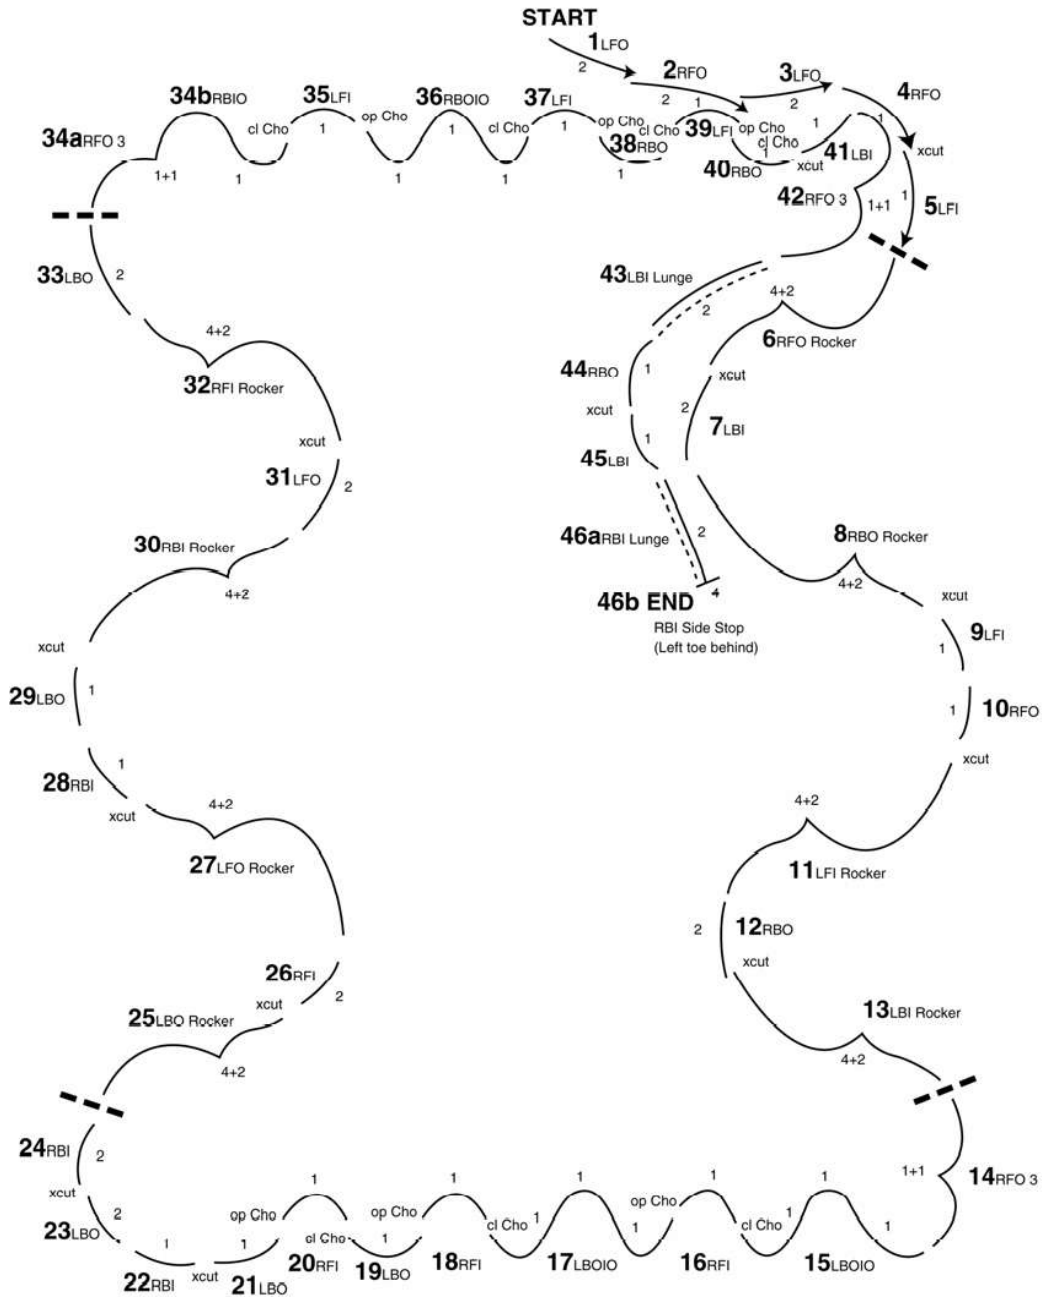 START
1LFO
2
2RFO
2
3LFO
2
4RFO
1
xcut
5LFI
1
6RFO Rocker
4+2
xcut
7LBI
2
8RBO Rocker
4+2
xcut
9LFI
1
10RFO
1
xcut
11LFI Rocker
4+2
12RBO
2
xcut
13LBI Rocker
4+2
14RFO 3
1+1
15LBOIO
1
1
1
cl Cho
16RFI
1
op Cho
17LBOIO
1
1
cl Cho
18RFI
1
op Cho
19LBO
1
cl Cho
20RFI
1
op Cho
21LBO
1
xcut
22RBI
1
23LBO
2
xcut
24RBI
2
25LBO Rocker
4+2
xcut
26RFI
2
27LFO Rocker
4+2
xcut
28RBI
1
29LBO
1
xcut
30RBI Rocker
4+2
31LFO
2
xcut
32RFI Rocker
4+2
33LBO
2
34aRFO 3
1+1
34bRBIO
1
cl Cho
35LFI
1
op Cho
36RBOIO
1
1
cl Cho
37LFI
1
op Cho
38RBO
1
cl Cho
39LFI
1
op Cho
cl Cho
40RBO
1
xcut
41LBI
1
42RFO 3
1+1
43LBI Lunge
2
44RBO
1
xcut
45LBI
1
46aRBI Lunge
2
46b END
4
RBI Side Stop
(Left toe behind)